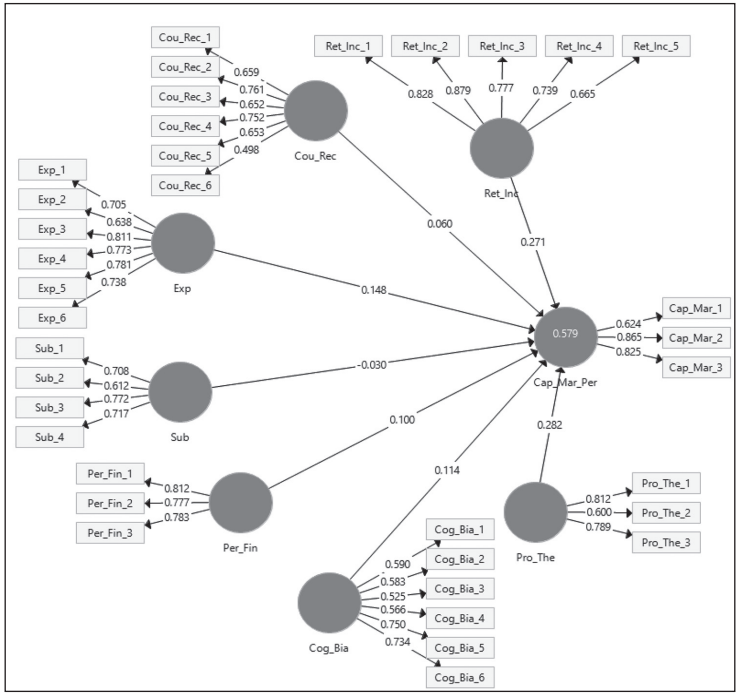 Cou_Rec_1
Cou_Rec_2
Cou_Rec_3
Cou_Rec_4
Cou_Rec_5
Cou_Rec_6
0.659
0.761
0.652
0.752
0.653
0.498
Cou_Rec
Ret_Inc_1
Ret_Inc_2
Ret_Inc_3
Ret_Inc_4
Ret_Inc_5
0.828
0.879
0.777
0.739
0.665
Ret_Inc
Exp_1
Exp_2
Exp_3
Exp_4
Exp_5
Exp_6
0.705
0.638
0.811
0.773
0.781
0.738
Exp
0.060
0.271
0.148
Sub_1
Sub_2
Sub_3
Sub_4
0.708
0.612
0.772
0.717
Sub
-0.030
0.579
Cap_Mar_Per
0.624
0.865
0.825
Cap_Mar_1
Cap_Mar_2
Cap_Mar_3
0.100
0.114
0.282
Per_Fin_1
Per_Fin_2
Per_Fin_3
0.812
0.777
0.783
Per_Fin
Pro_The
0.812
0.600
0.789
Pro_The_1
Pro_The_2
Pro_The_3
Cog_Bia
0.590
0.583
0.525
0.566
0.750
0.734
Cog_Bia_1
Cog_Bia_2
Cog_Bia_3
Cog_Bia_4
Cog_Bia_5
Cog_Bia_6